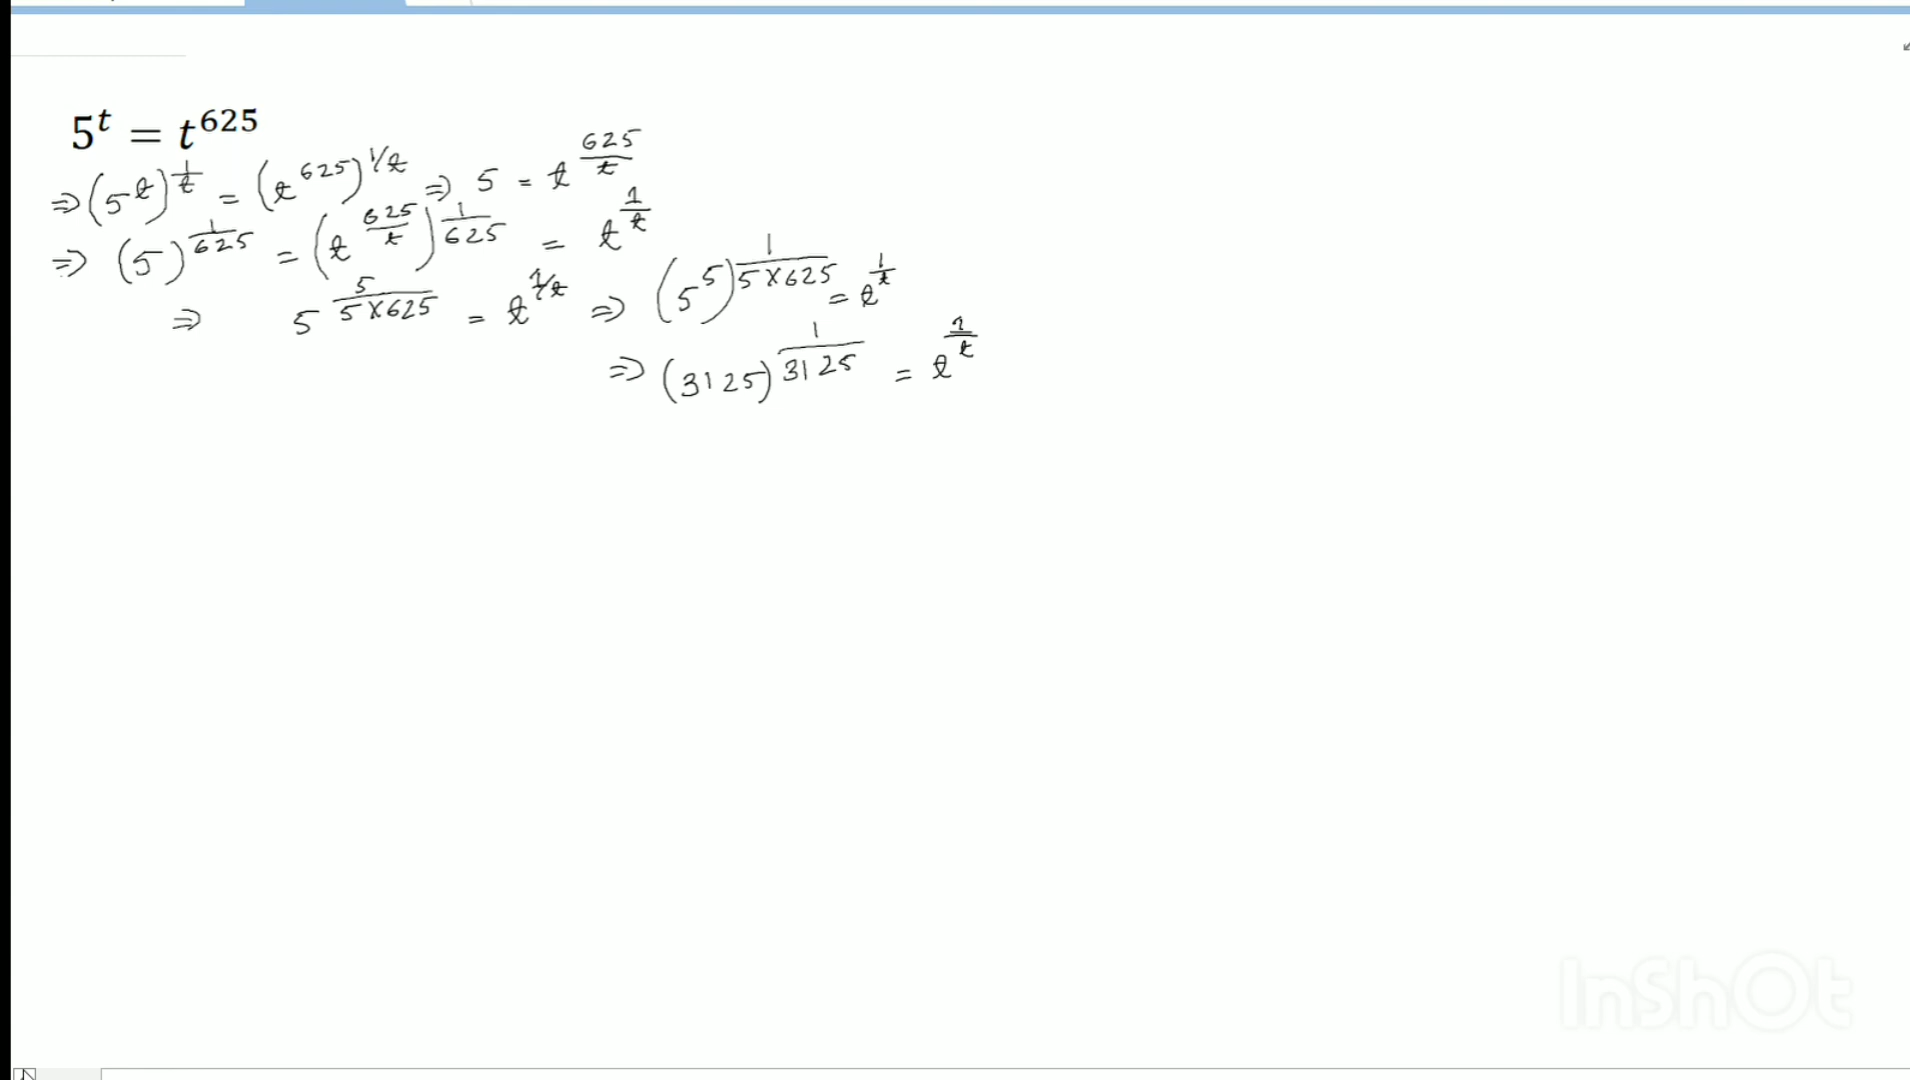 5^t = t^625
⇒ (5^t)^(1/t) = (t^625)^(1/t) ⇒ 5 = t^(625/t)
⇒ (5)^(1/625) = (t^(625/t))^(1/625) = t^(1/t)
⇒ 5^(5/(5×625)) = t^(1/t) ⇒ (5^5)^(1/(5×625)) = t^(1/t)
⇒ (3125)^(1/3125) = t^(1/t)
InShOt